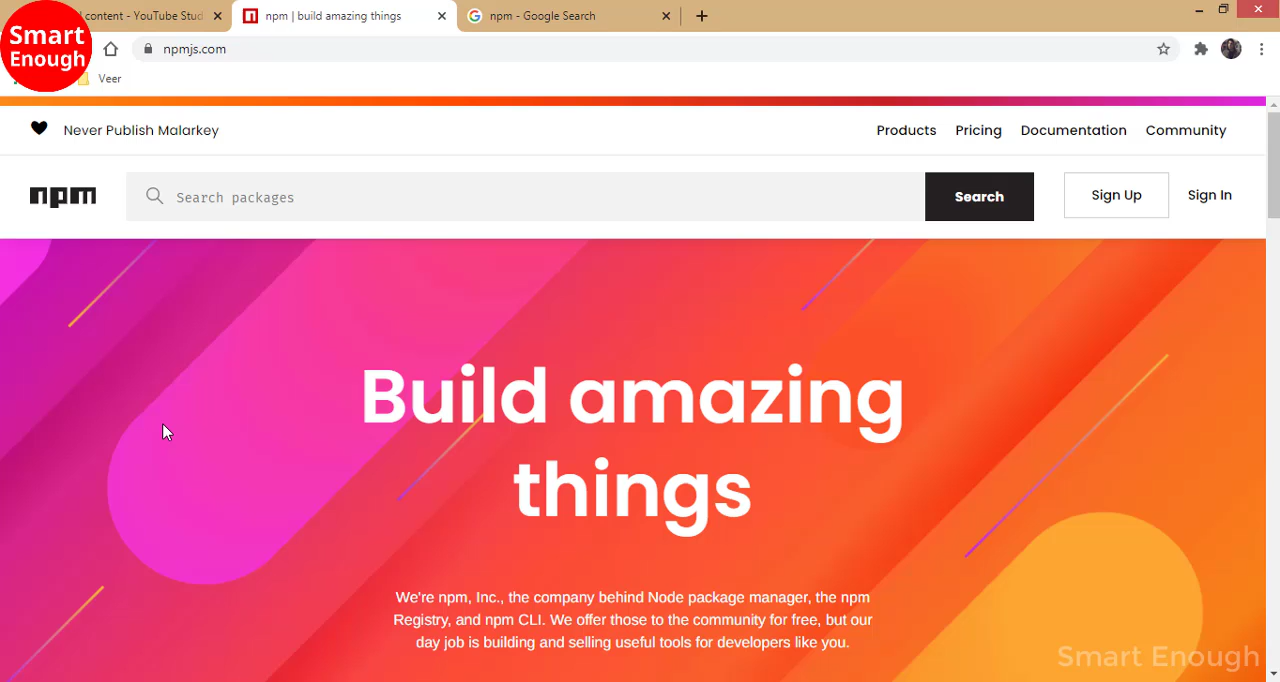 content - YouTube Stud
npm | build amazing things
npm - Google Search
Smart
Enough
npmjs.com
Veer
Never Publish Malarkey
Products
Pricing
Documentation
Community
npm
Search packages
Search
Sign Up
Sign In
Build amazing
things
We're npm, Inc., the company behind Node package manager, the npm
Registry, and npm CLI. We offer those to the community for free, but our
day job is building and selling useful tools for developers like you.
Smart Enough